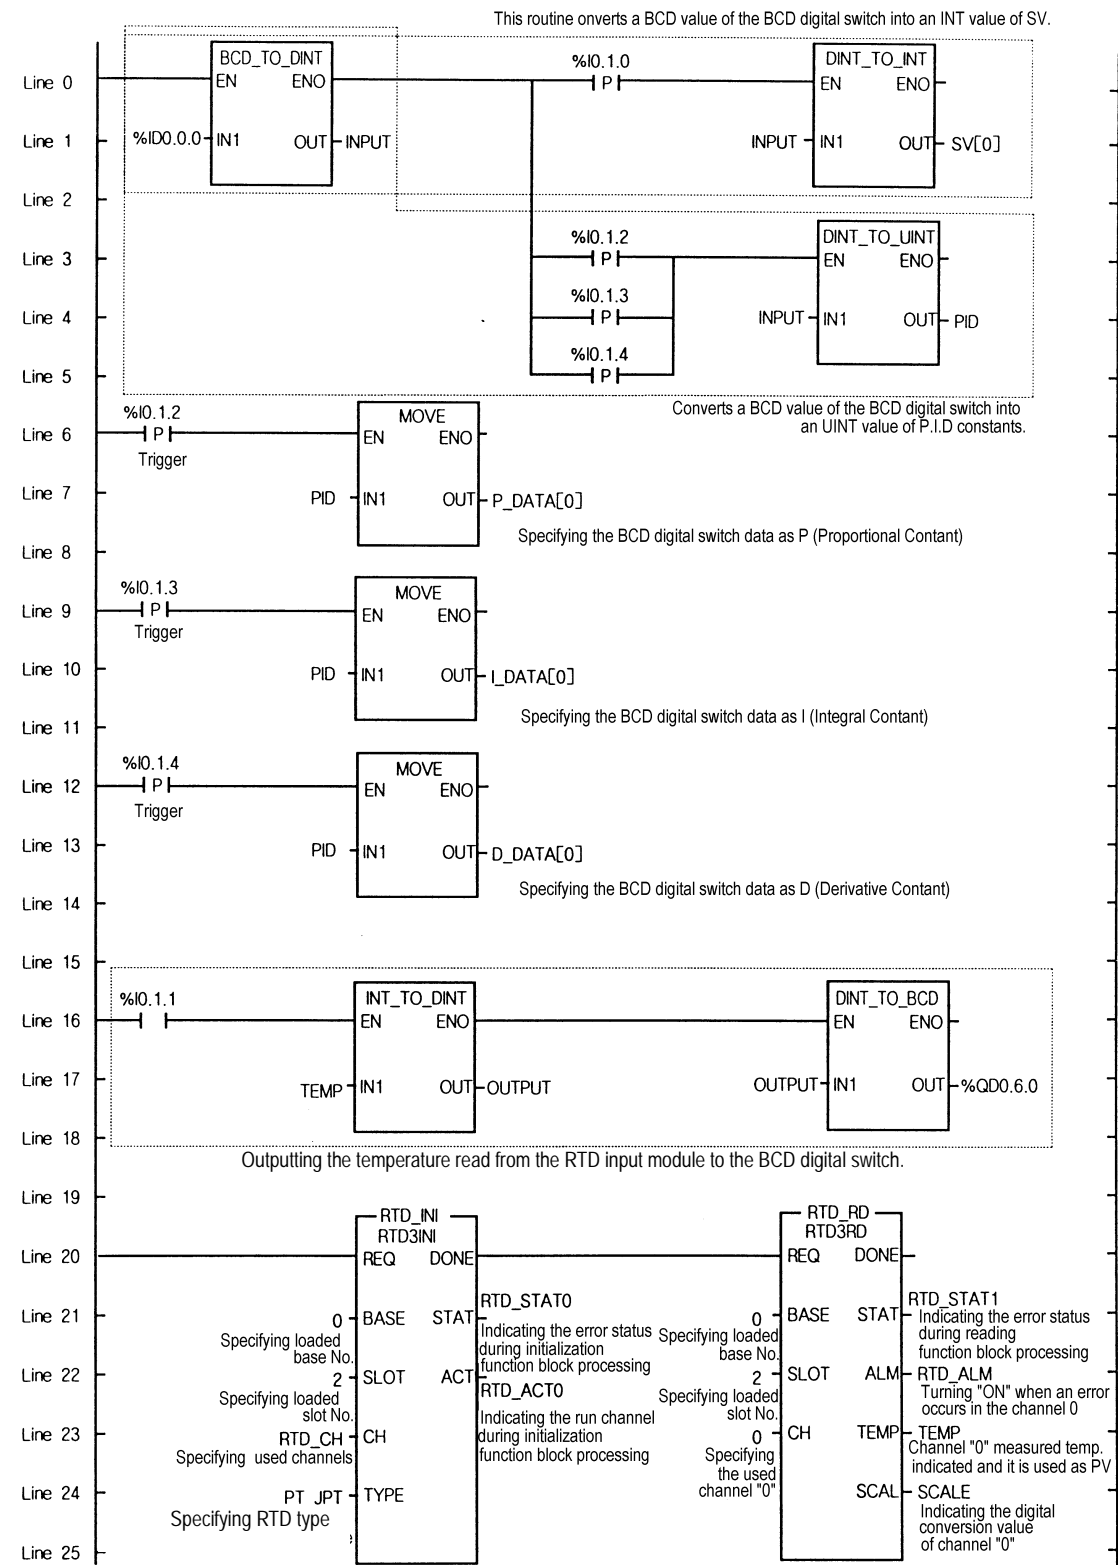 This routine onverts a BCD value of the BCD digital switch into an INT value of SV.
BCD_TO_DINT
%I0.1.0
DINT_TO_INT
Line 0
EN ENO
P
EN ENO
Line 1
%ID0.0.0
IN1 OUT
INPUT
INPUT
IN1 OUT
SV[0]
Line 2
%I0.1.2
DINT_TO_UINT
Line 3
P
EN ENO
%I0.1.3
Line 4
P
INPUT
IN1 OUT
PID
%I0.1.4
Line 5
P
Converts a BCD value of the BCD digital switch into
an UINT value of P.I.D constants.
%I0.1.2
MOVE
Line 6
P
EN ENO
Trigger
Line 7
PID
IN1 OUT
P_DATA[0]
Specifying the BCD digital switch data as P (Proportional Contant)
Line 8
%I0.1.3
MOVE
Line 9
P
EN ENO
Trigger
Line 10
PID
IN1 OUT
I_DATA[0]
Specifying the BCD digital switch data as I (Integral Contant)
Line 11
%I0.1.4
MOVE
Line 12
P
EN ENO
Trigger
Line 13
PID
IN1 OUT
D_DATA[0]
Specifying the BCD digital switch data as D (Derivative Contant)
Line 14
Line 15
%I0.1.1
INT_TO_DINT
DINT_TO_BCD
Line 16
EN ENO
EN ENO
Line 17
TEMP
IN1 OUT
OUTPUT
OUTPUT
IN1 OUT
%QD0.6.0
Line 18
Outputting the temperature read from the RTD input module to the BCD digital switch.
Line 19
RTD_INI
RTD3INI
RTD_RD
RTD3RD
Line 20
REQ DONE
REQ DONE
Line 21
0
BASE STAT
RTD_STAT0
Indicating the error status
during initialization
function block processing
Specifying loaded
base No.
0
BASE STAT
RTD_STAT1
Indicating the error status
during reading
function block processing
Specifying loaded
base No.
Line 22
2
SLOT ACT
RTD_ACT0
Indicating the run channel
during initialization
function block processing
Specifying loaded
slot No.
2
SLOT ALM
RTD_ALM
Turning "ON" when an error
occurs in the channel 0
Specifying loaded
slot No.
Line 23
RTD_CH
CH
Specifying used channels
0
CH TEMP
TEMP
Channel "0" measured temp.
indicated and it is used as PV
Specifying
the used
channel "0"
Line 24
PT_JPT
TYPE
Specifying RTD type
SCAL
SCALE
Indicating the digital
conversion value
of channel "0"
Line 25